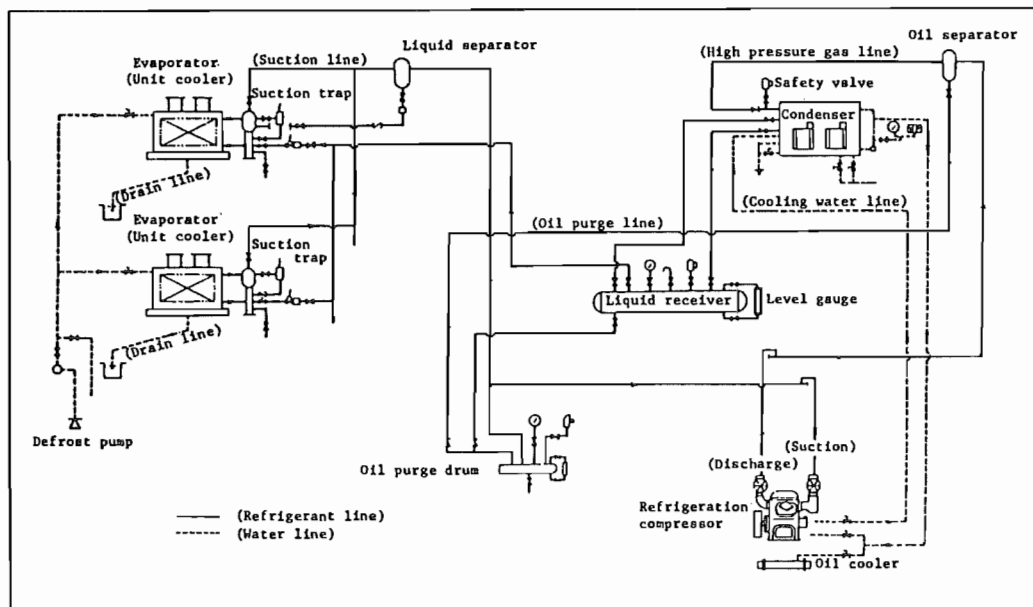 Oil separator
Liquid separator
(High pressure gas line)
Evaporator
(Unit cooler)
(Suction line)
Suction trap
Safety valve
Condenser
(Drain line)
(Cooling water line)
Evaporator
(Unit cooler)
(Oil purge line)
Suction
trap
Liquid receiver
Level gauge
(Drain line)
Defrost pump
Oil purge drum
(Suction)
(Discharge)
Refrigeration
compressor
(Refrigerant line)
(Water line)
Oil cooler